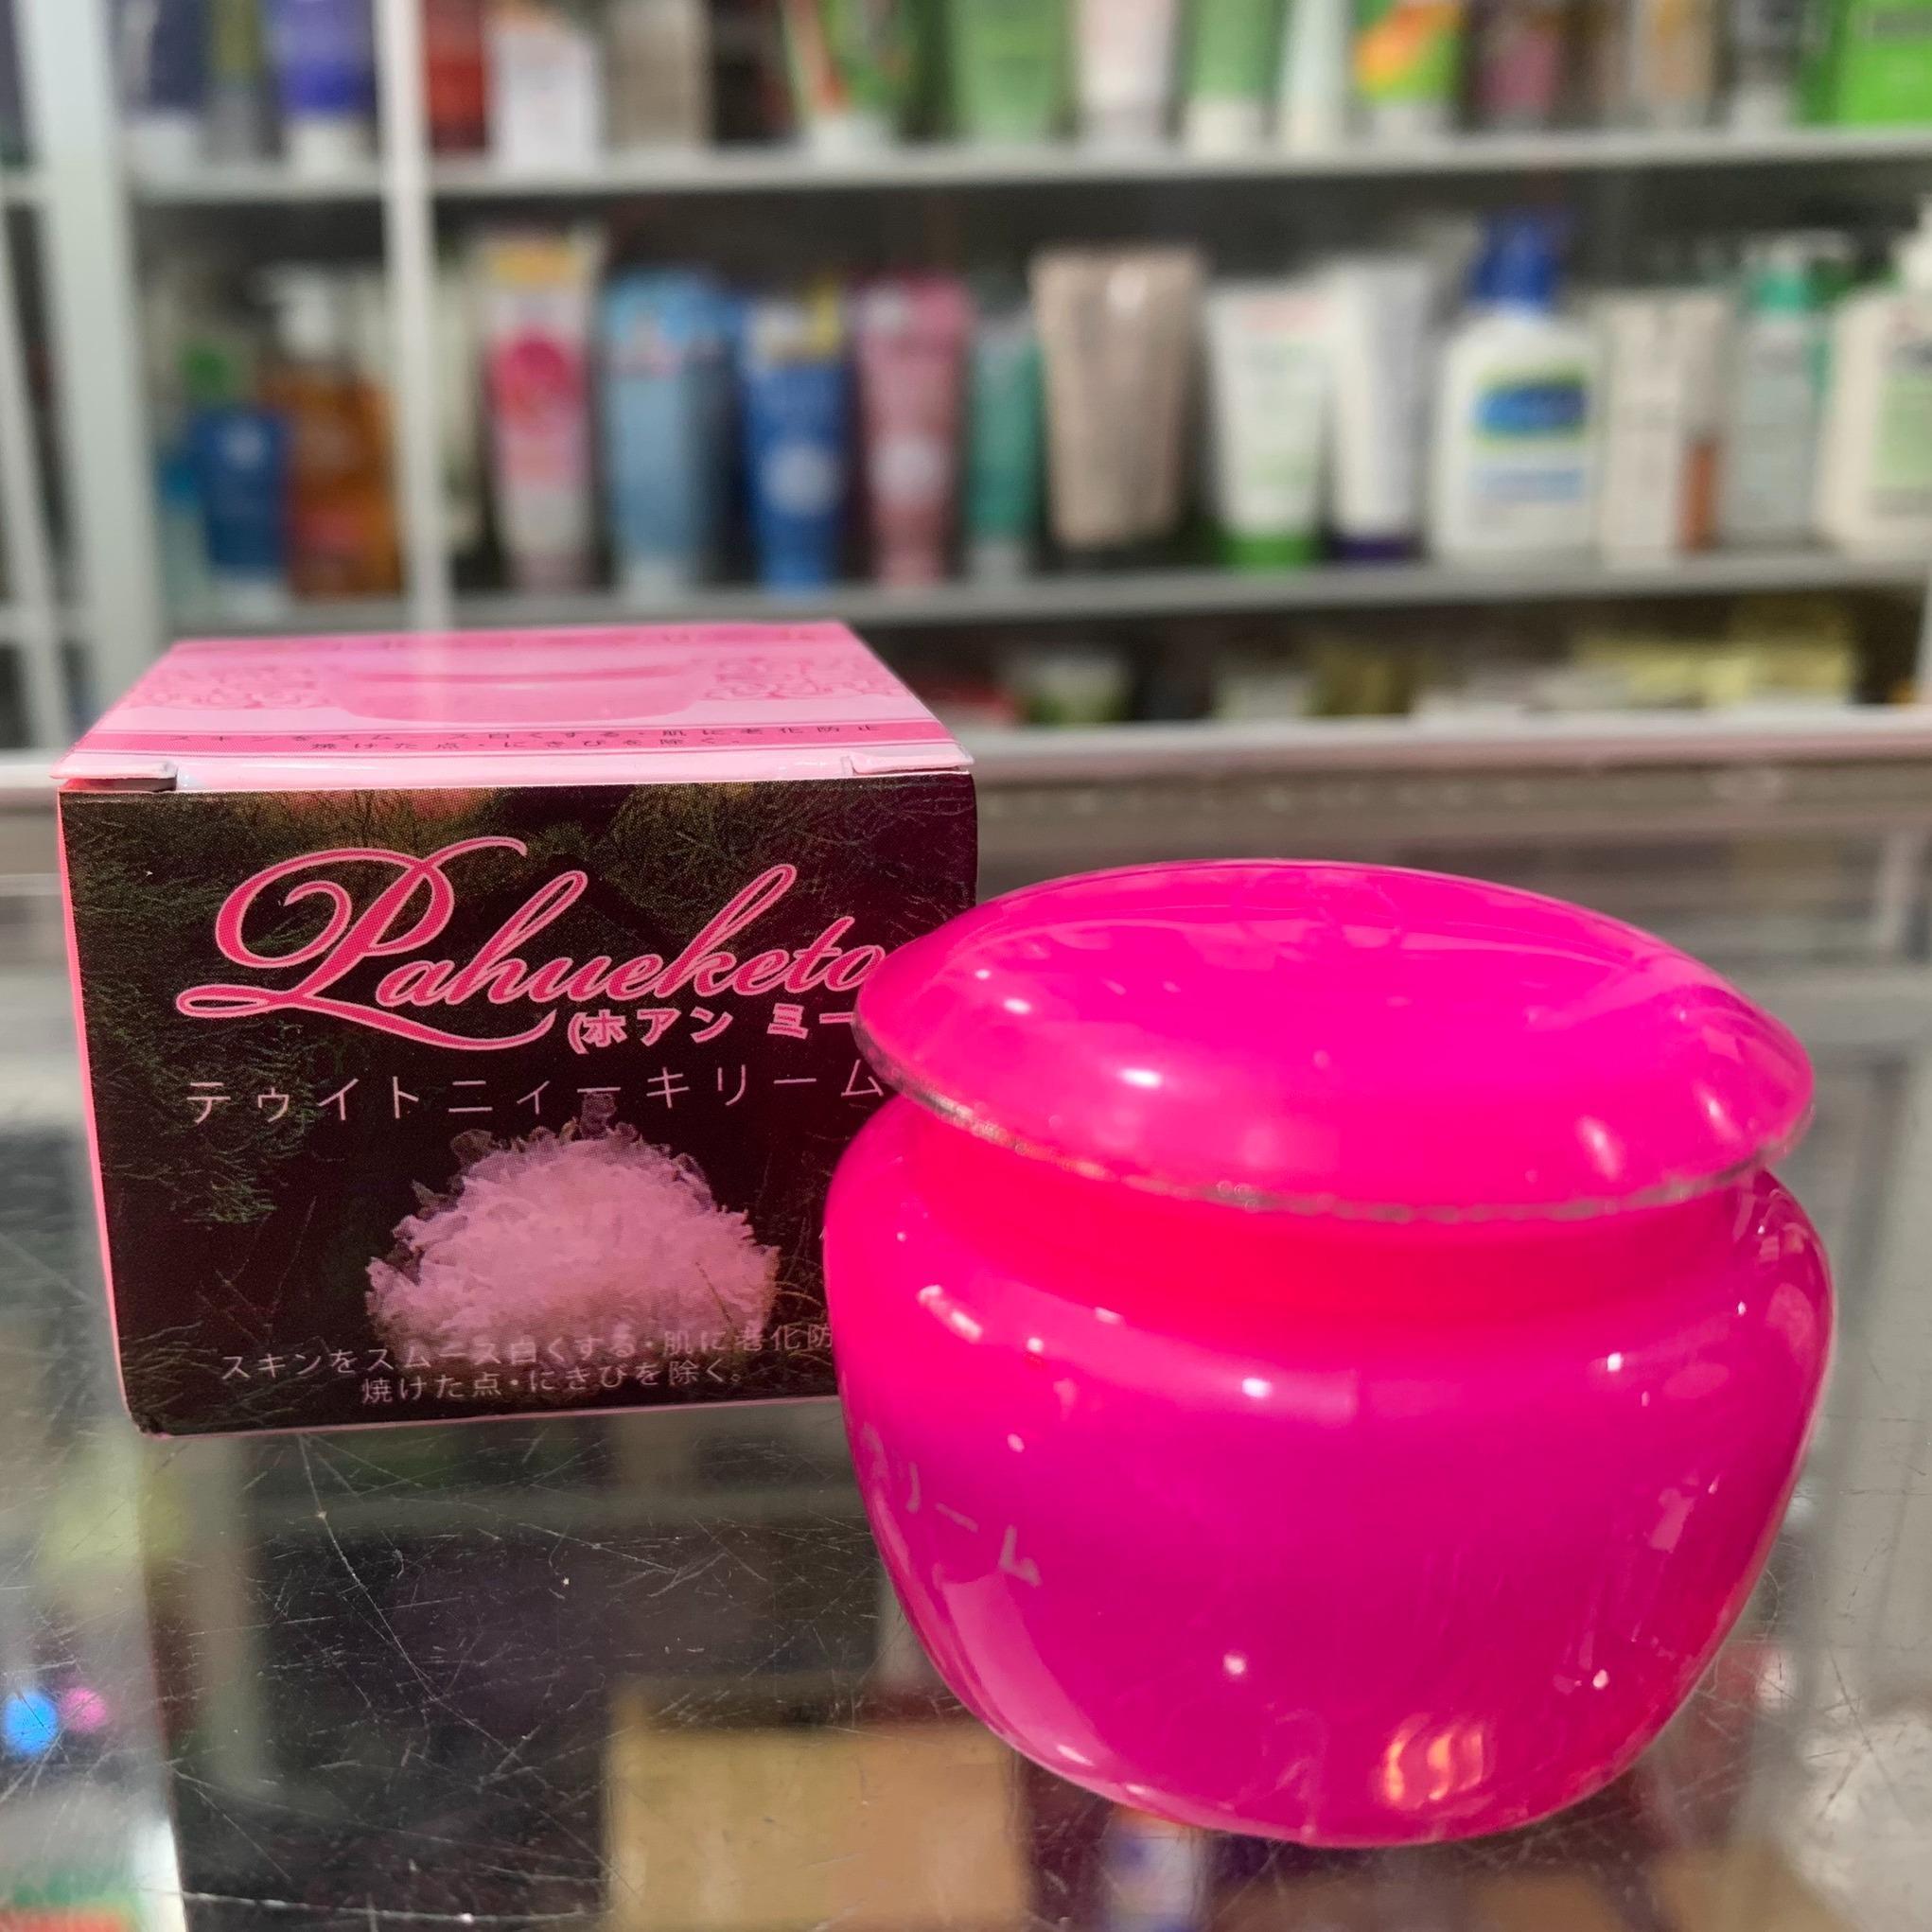 スキンをスムース白くする・肌に老化防止
焼けた点・にきびを除く。
Pahueketo
(ホアン ミー
テゥイトニィーキリーム
スキンをスムース白くする・肌に老化防
焼けた点・にきびを除く。
リーム